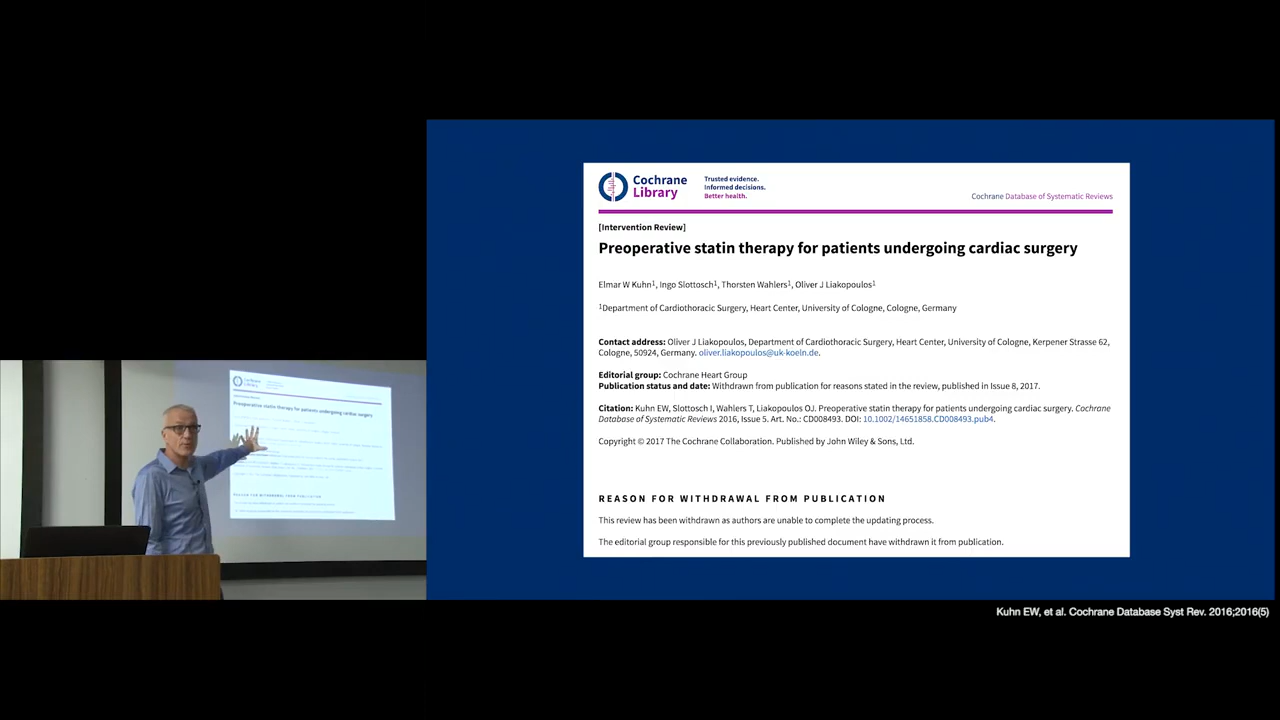 Cochrane
Library
Trusted evidence.
Informed decisions.
Better health.
Cochrane Database of Systematic Reviews
[Intervention Review]
Preoperative statin therapy for patients undergoing cardiac surgery
Elmar W Kuhn1, Ingo Slottosch1, Thorsten Wahlers1, Oliver J Liakopoulos1
1Department of Cardiothoracic Surgery, Heart Center, University of Cologne, Cologne, Germany
Contact address: Oliver J Liakopoulos, Department of Cardiothoracic Surgery, Heart Center, University of Cologne, Kerpener Strasse 62,
Cologne, 50924, Germany. oliver.liakopoulos@uk-koeln.de.
Editorial group: Cochrane Heart Group
Publication status and date: Withdrawn from publication for reasons stated in the review, published in Issue 8, 2017.
Citation: Kuhn EW, Slottosch I, Wahlers T, Liakopoulos OJ. Preoperative statin therapy for patients undergoing cardiac surgery. Cochrane
Database of Systematic Reviews 2016, Issue 5. Art. No.: CD008493. DOI: 10.1002/14651858.CD008493.pub4.
Copyright © 2017 The Cochrane Collaboration. Published by John Wiley & Sons, Ltd.
REASON FOR WITHDRAWAL FROM PUBLICATION
This review has been withdrawn as authors are unable to complete the updating process.
The editorial group responsible for this previously published document have withdrawn it from publication.
Kuhn EW, et al. Cochrane Database Syst Rev. 2016;2016(5)
Cochrane
Library
Preoperative statin therapy for patients undergoing cardiac surgery
REASON FOR WITHDRAWAL FROM PUBLICATION